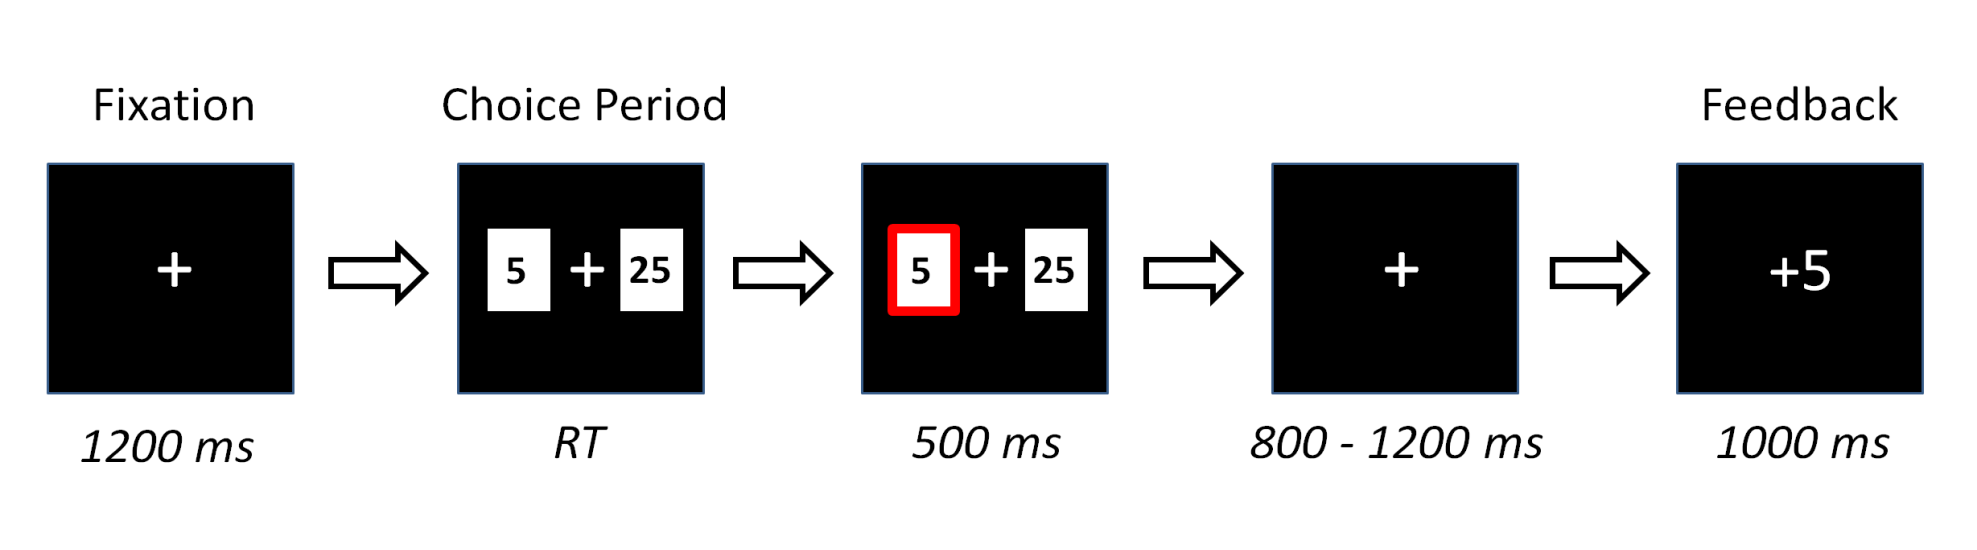 Fixation
Choice Period
Feedback
+
5 + 25
5 + 25
+
+5
1200 ms
RT
500 ms
800 - 1200 ms
1000 ms